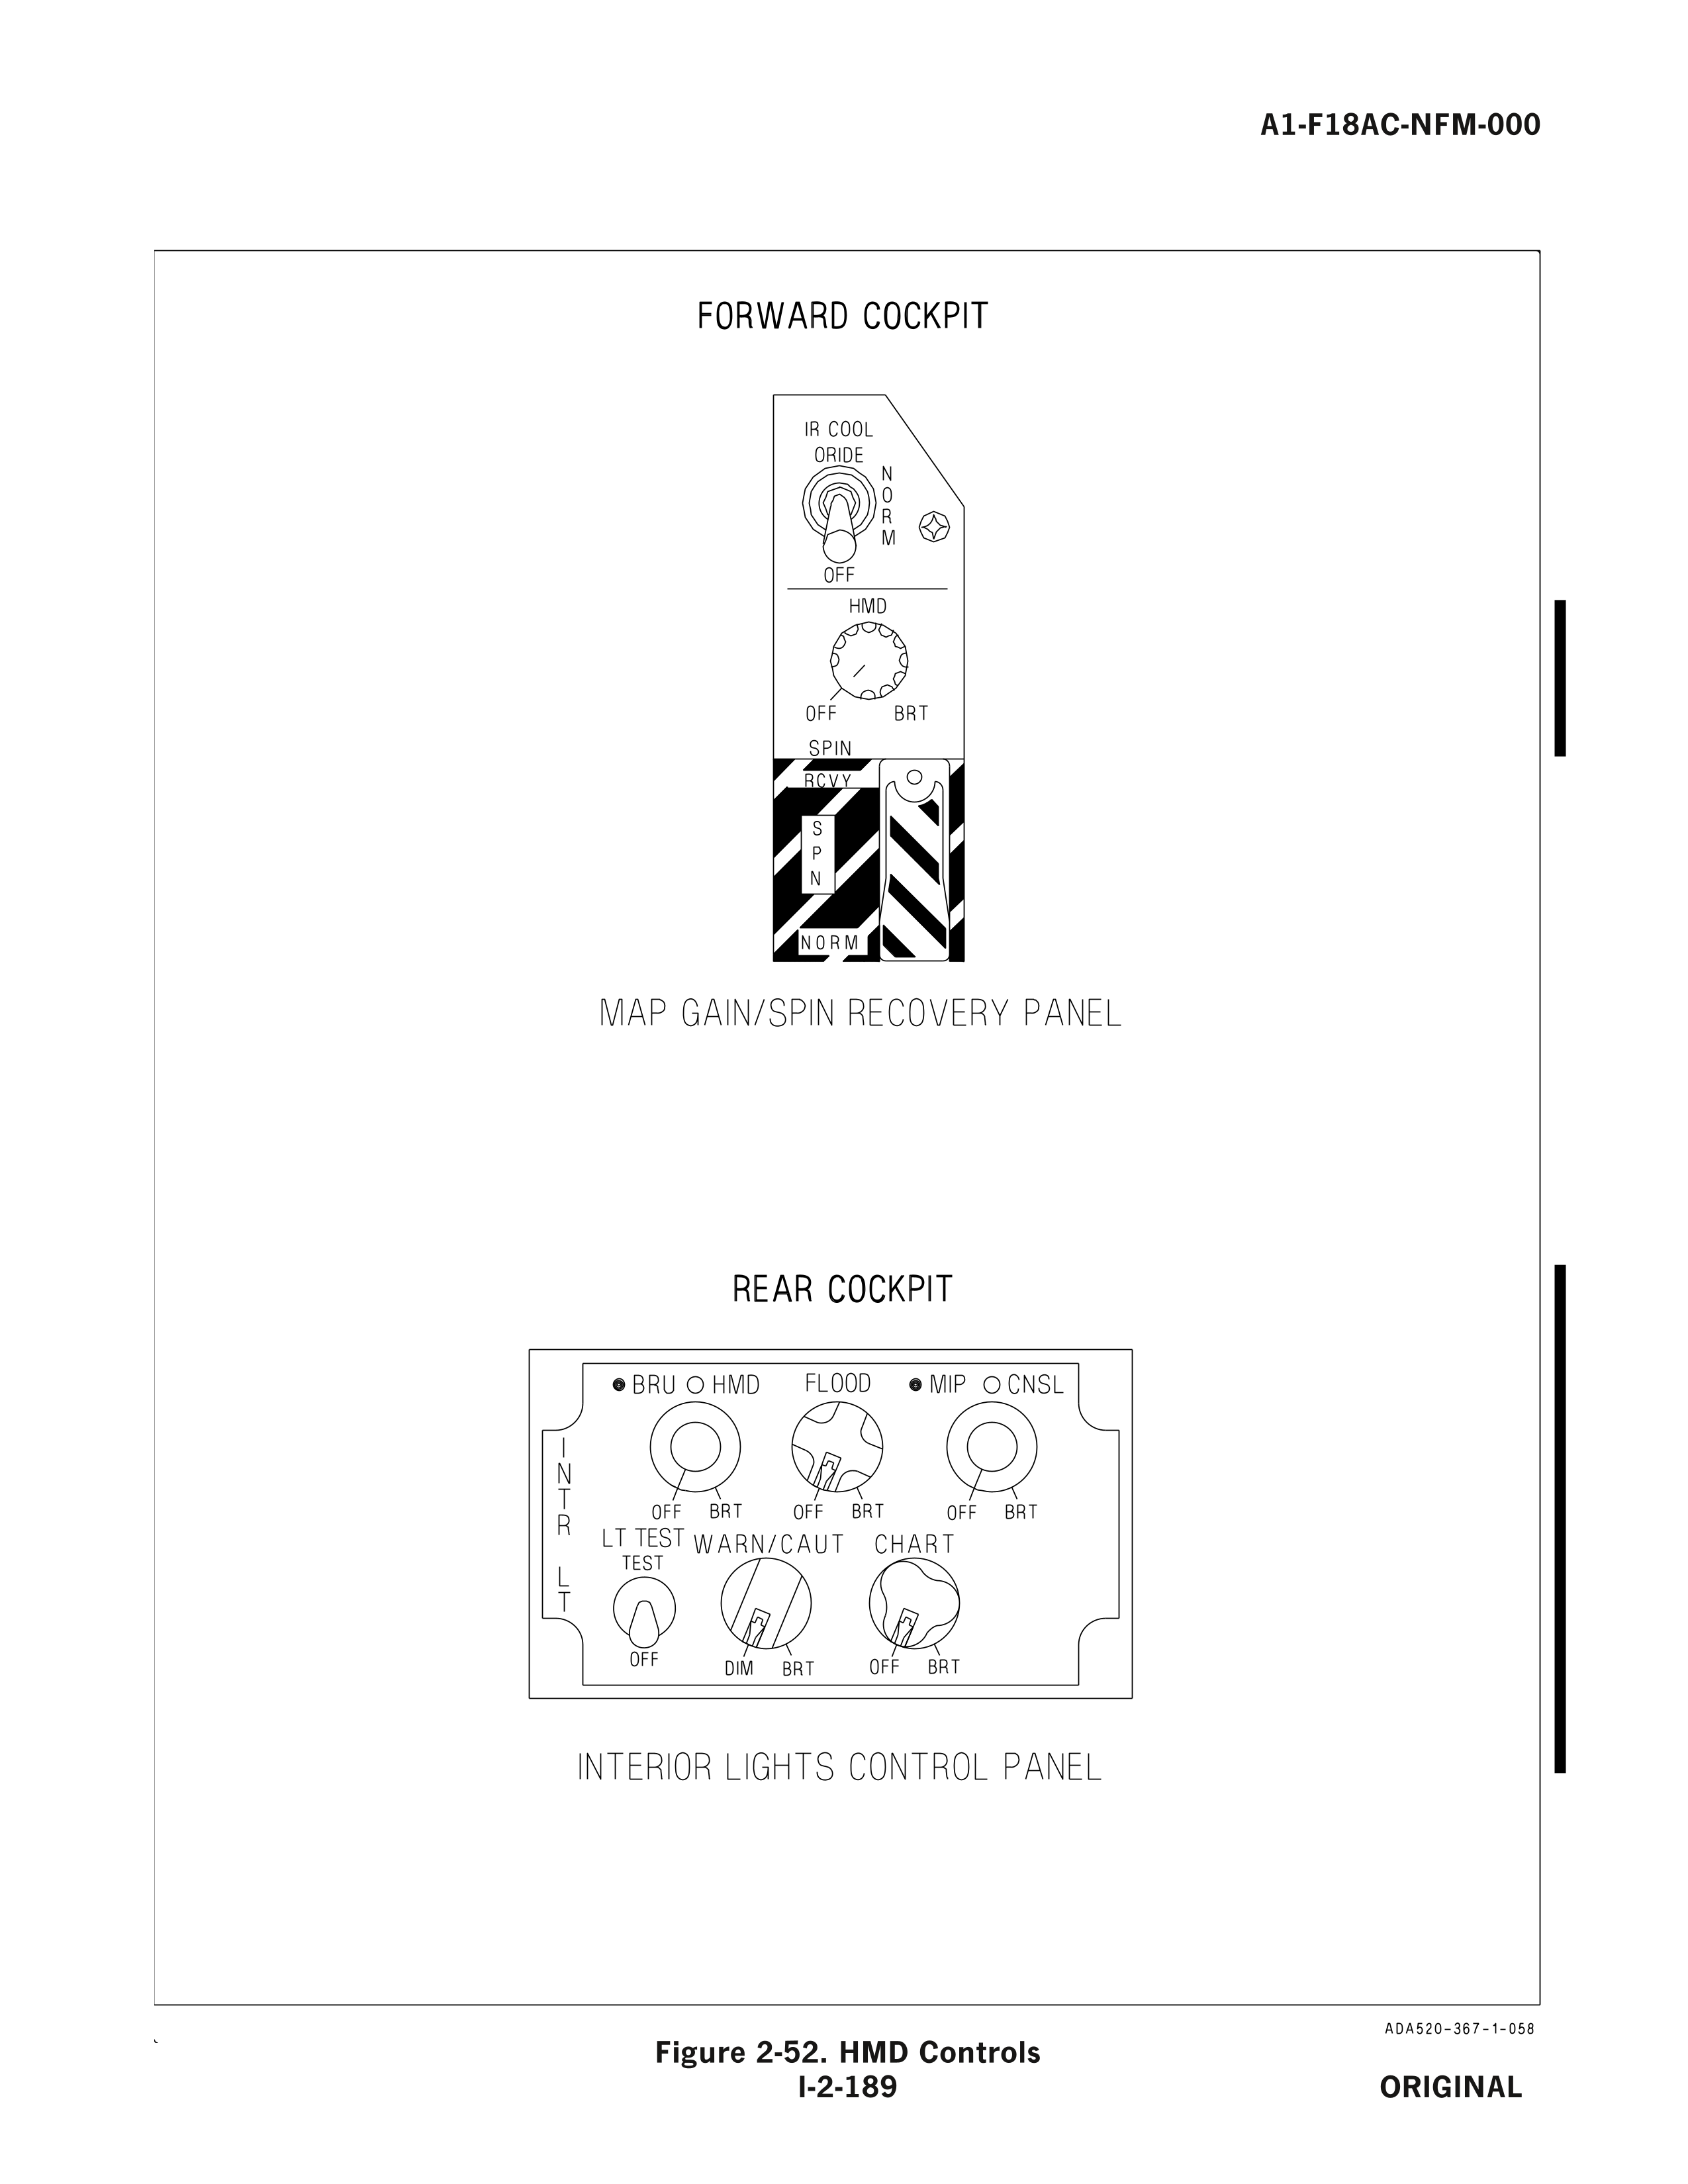 A1-F18AC-NFM-000
FORWARD COCKPIT
IR COOL
ORIDE
NORM
OFF
HMD
OFF BRT
SPIN
RCVY
SPN
NORM
MAP GAIN/SPIN RECOVERY PANEL
REAR COCKPIT
BRU HMD FLOOD MIP CNSL
INTR LT
OFF BRT OFF BRT OFF BRT
LT TEST WARN/CAUT CHART
TEST
OFF DIM BRT OFF BRT
INTERIOR LIGHTS CONTROL PANEL
ADA520-367-1-058
Figure 2-52. HMD Controls
I-2-189 ORIGINAL